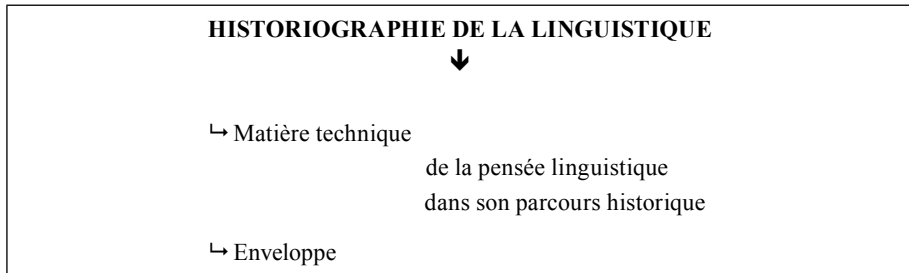 HISTORIOGRAPHIE DE LA LINGUISTIQUE
↓
↳ Matière technique
de la pensée linguistique
dans son parcours historique
↳ Enveloppe